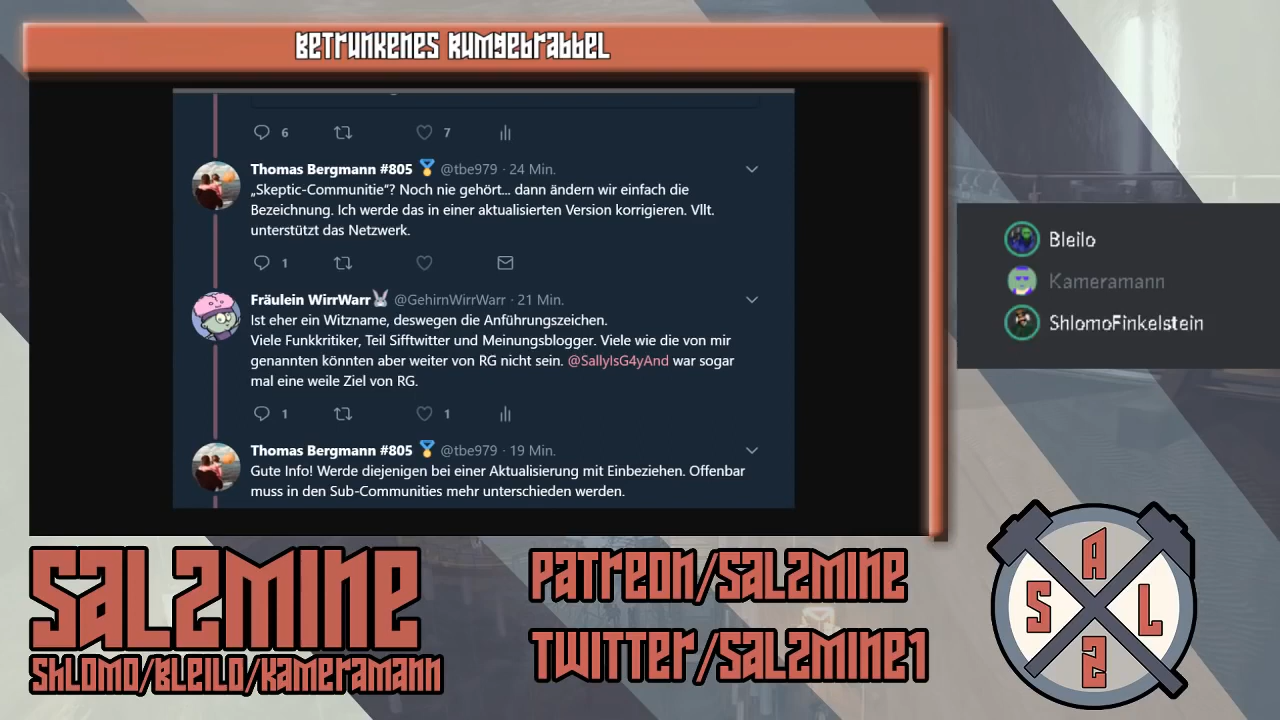 Betrunkenes Rumgebrabbel
6 7
Thomas Bergmann #805 @tbe979 · 24 Min.
„Skeptic-Communitie"? Noch nie gehört... dann ändern wir einfach die
Bezeichnung. Ich werde das in einer aktualisierten Version korrigieren. Vllt.
unterstützt das Netzwerk.
1
Fräulein WirrWarr @GehirnWirrWarr · 21 Min.
Ist eher ein Witzname, deswegen die Anführungszeichen.
Viele Funkkritiker, Teil Sifftwitter und Meinungsblogger. Viele wie die von mir
genannten könnten aber weiter von RG nicht sein. @SallyIsG4yAnd war sogar
mal eine weile Ziel von RG.
1 1
Thomas Bergmann #805 @tbe979 · 19 Min.
Gute Info! Werde diejenigen bei einer Aktualisierung mit Einbeziehen. Offenbar
muss in den Sub-Communities mehr unterschieden werden.
Bleilo
Kameramann
ShlomoFinkelstein
Salzmine
Shlomo/Bleilo/Kameramann
Patreon/Salzmine
Twitter/Salzmine1
S A L Z